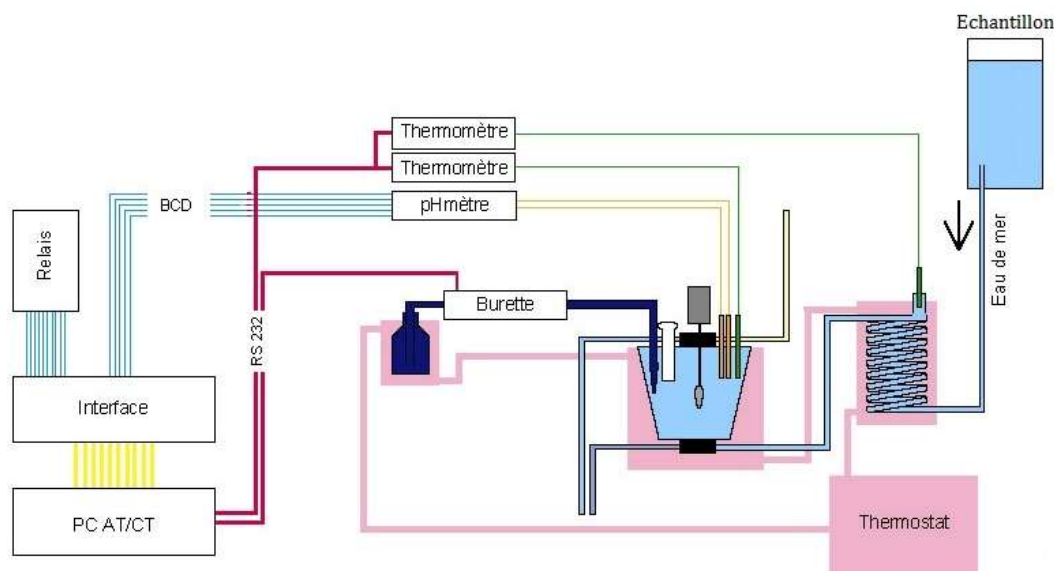 Echantillon
Thermomètre
Thermomètre
BCD
pHmètre
Relais
Eau de mer
Burette
RS 232
Interface
PC AT/CT
Thermostat